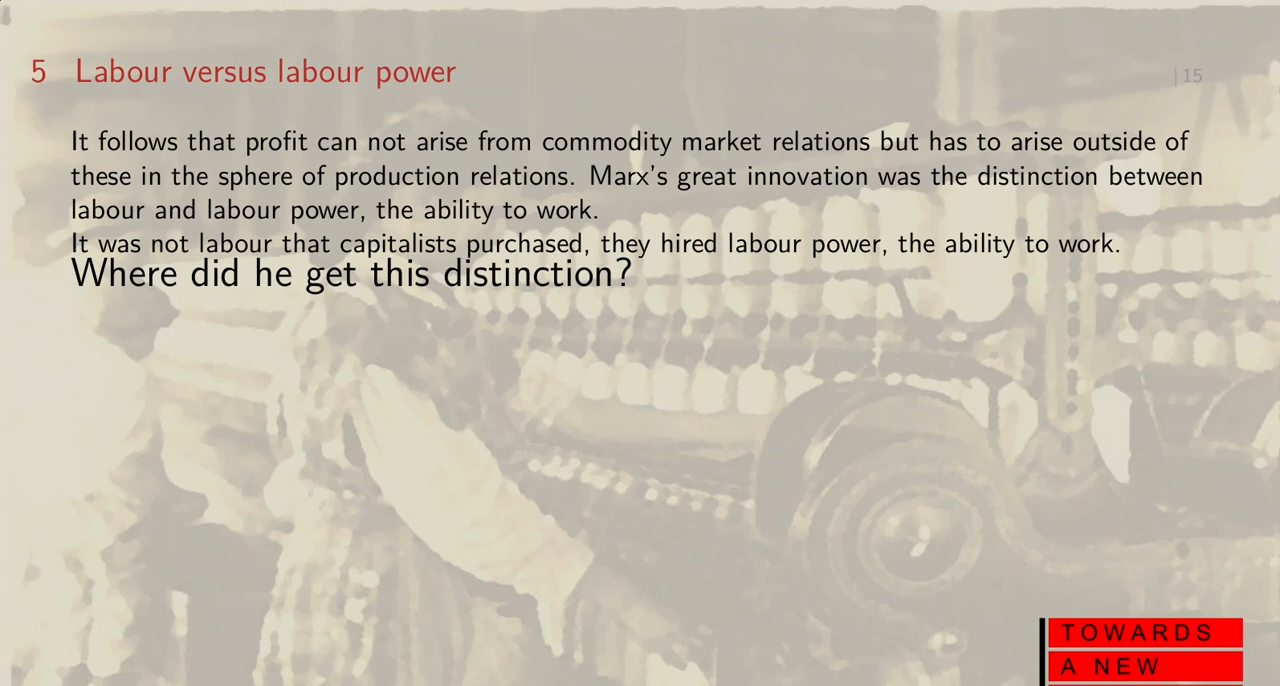 5 Labour versus labour power
| 15
It follows that profit can not arise from commodity market relations but has to arise outside of
these in the sphere of production relations. Marx's great innovation was the distinction between
labour and labour power, the ability to work.
It was not labour that capitalists purchased, they hired labour power, the ability to work.
Where did he get this distinction?
TOWARDS
A NEW